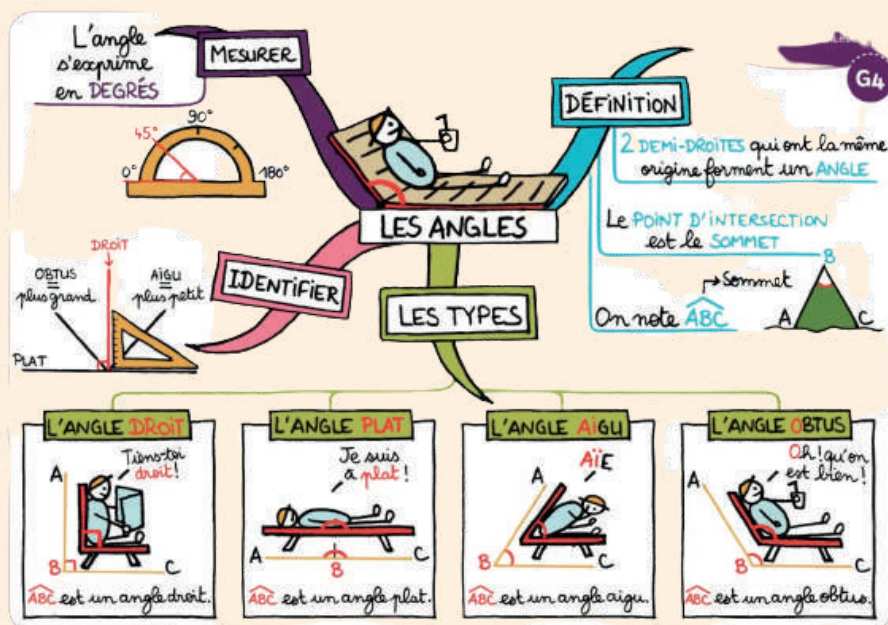 L'angle
s'exprime
en DEGRÉS
MESURER
0°
45°
90°
180°
G4
DÉFINITION
2 DEMI-DROITES qui ont la même
origine forment un ANGLE
Le POINT D'INTERSECTION
est le SOMMET
Sommet
On note ABC
B
A
C
LES ANGLES
IDENTIFIER
DROIT
OBTUS
plus grand
AIGU
plus petit
PLAT
LES TYPES
L'ANGLE DROIT
Tiens-toi
droit!
A
B
C
ABC est un angle droit.
L'ANGLE PLAT
Je suis
à plat!
A
B
C
ABC est un angle plat.
L'ANGLE AIGU
AÏE
A
B
C
ABC est un angle aigu.
L'ANGLE OBTUS
Oh! qu'on
est bien!
A
B
C
ABC est un angle obtus.